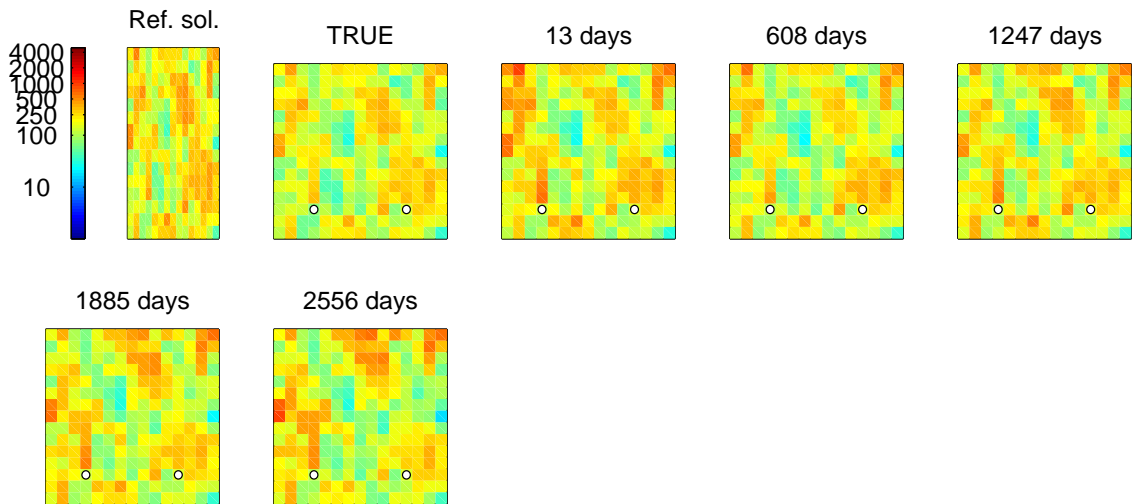 Ref. sol.
TRUE
13 days
608 days
1247 days
4000
2000
1000
500
250
100
10
1885 days
2556 days